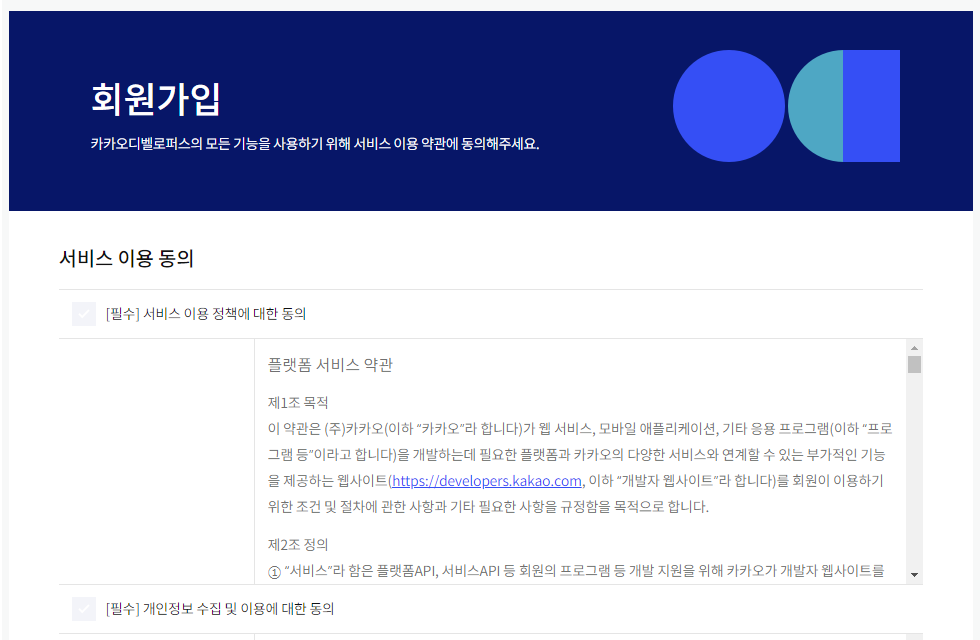 회원가입
카카오디벨로퍼스의 모든 기능을 사용하기 위해 서비스 이용 약관에 동의해주세요.
서비스 이용 동의
[필수] 서비스 이용 정책에 대한 동의
플랫폼 서비스 약관
제1조 목적
이 약관은 (주)카카오(이하 “카카오”라 합니다)가 웹 서비스, 모바일 애플리케이션, 기타 응용 프로그램(이하 “프로
그램 등”이라고 합니다)을 개발하는데 필요한 플랫폼과 카카오의 다양한 서비스와 연계할 수 있는 부가적인 기능
을 제공하는 웹사이트(https://developers.kakao.com, 이하 “개발자 웹사이트”라 합니다)를 회원이 이용하기
위한 조건 및 절차에 관한 사항과 기타 필요한 사항을 규정함을 목적으로 합니다.
제2조 정의
① “서비스”라 함은 플랫폼API, 서비스API 등 회원의 프로그램 등 개발 지원을 위해 카카오가 개발자 웹사이트를
[필수] 개인정보 수집 및 이용에 대한 동의